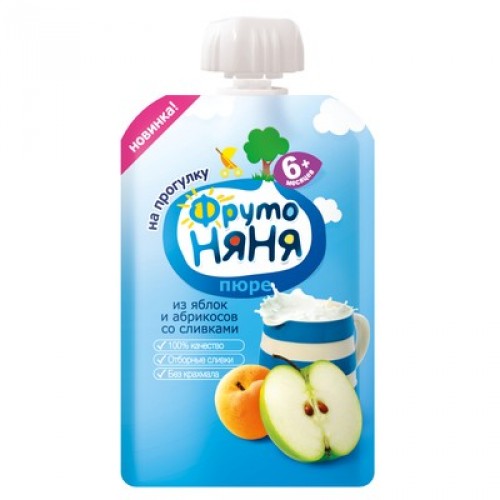 новинка!
на прогулку
6+
месяцев
Фруто
НЯНЯ
пюре
из яблок
и абрикосов
со сливками
100% качество
Отборные сливки
Без крахмала